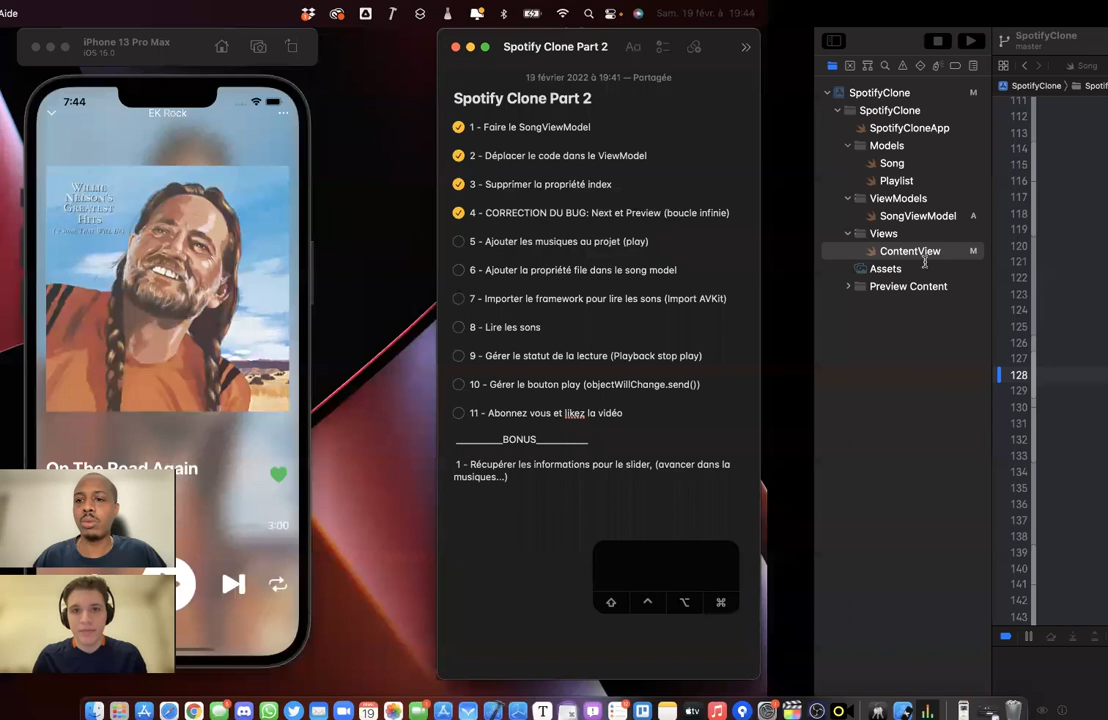 Aide
Sam. 19 févr. à 19:44
iPhone 13 Pro Max
iOS 15.0
7:44
EK Rock
WILLIE
NELSON'S
GREATEST
HITS
On The Road Again
3:00
Spotify Clone Part 2
Aa
19 février 2022 à 19:41 — Partagée
Spotify Clone Part 2
1 - Faire le SongViewModel
2 - Déplacer le code dans le ViewModel
3 - Supprimer la propriété index
4 - CORRECTION DU BUG: Next et Preview (boucle infinie)
5 - Ajouter les musiques au projet (play)
6 - Ajouter la propriété file dans le song model
7 - Importer le framework pour lire les sons (Import AVKit)
8 - Lire les sons
9 - Gérer le statut de la lecture (Playback stop play)
10 - Gérer le bouton play (objectWillChange.send())
11 - Abonnez vous et likez la vidéo
__________BONUS___________
1 - Récupérer les informations pour le slider, (avancer dans la
musiques...)
SpotifyClone
master
Song
SpotifyClone
Spotif
SpotifyClone M
SpotifyClone
SpotifyCloneApp
Models
Song
Playlist
ViewModels
SongViewModel A
Views
ContentView M
Assets
Preview Content
111
112
113
114
115
116
117
118
119
120
121
122
123
124
125
126
127
128
129
130
131
132
133
134
135
136
137
138
139
140
141
142
143